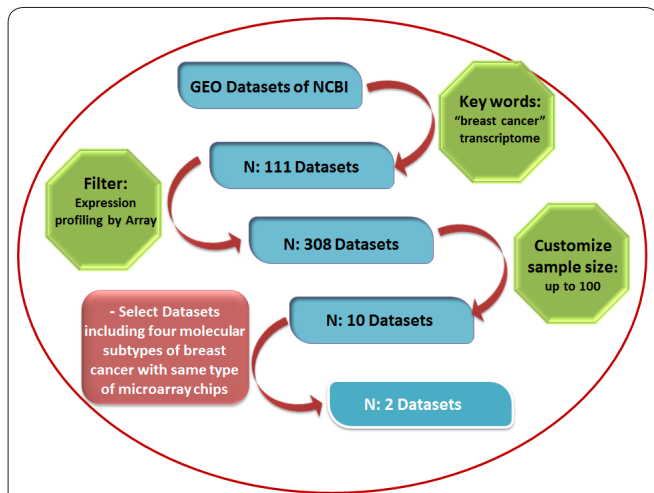 GEO Datasets of NCBI
Key words:
“breast cancer”
transcriptome
N: 111 Datasets
Filter:
Expression
profiling by Array
N: 308 Datasets
Customize
sample size:
up to 100
- Select Datasets
including four molecular
subtypes of breast
cancer with same type
of microarray chips
N: 10 Datasets
N: 2 Datasets